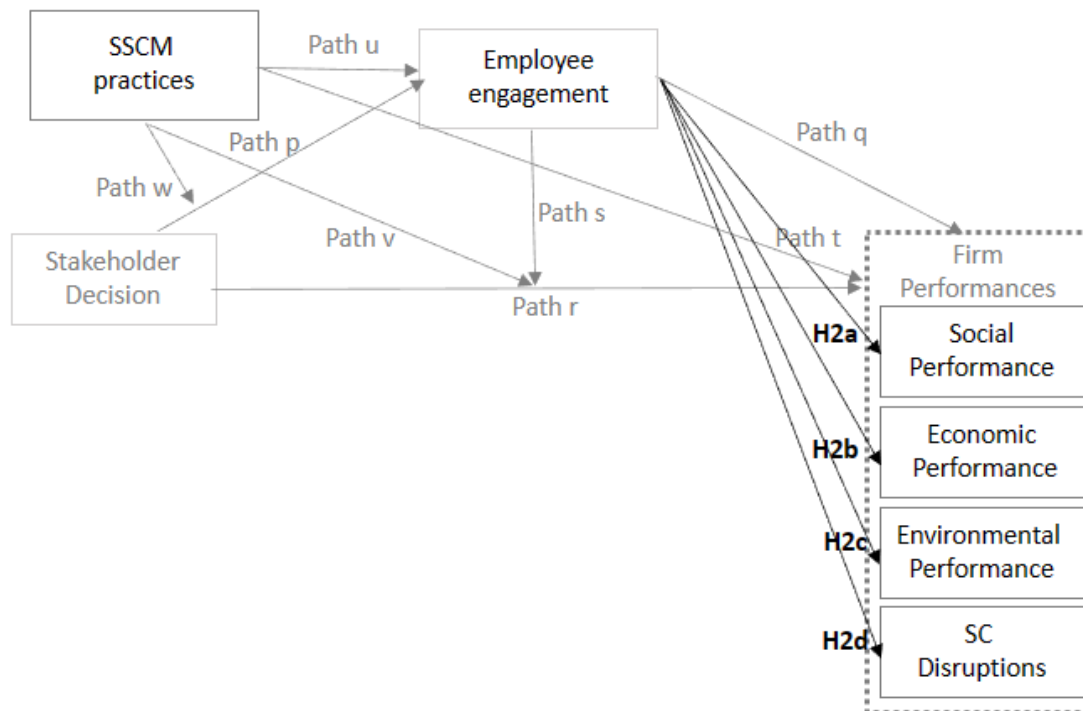 SSCM
practices
Path u
Employee
engagement
Path q
Path p
Path w
Path s
Path v
Path t
Stakeholder
Decision
Path r
Firm
Performances
H2a
Social
Performance
H2b
Economic
Performance
H2c
Environmental
Performance
H2d
SC
Disruptions